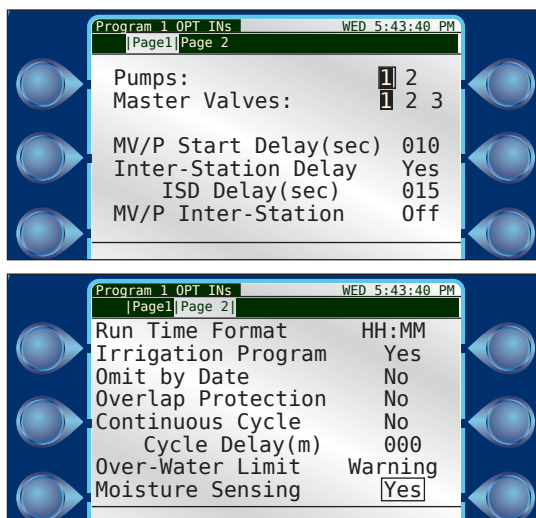 Program 1 OPT INs WED 5:43:40 PM
|Page1|Page 2
Pumps: 1 2
Master Valves: 1 2 3
MV/P Start Delay(sec) 010
Inter-Station Delay Yes
ISD Delay(sec) 015
MV/P Inter-Station Off
Program 1 OPT INs WED 5:43:40 PM
|Page1|Page 2|
Run Time Format HH:MM
Irrigation Program Yes
Omit by Date No
Overlap Protection No
Continuous Cycle No
Cycle Delay(m) 000
Over-Water Limit Warning
Moisture Sensing Yes